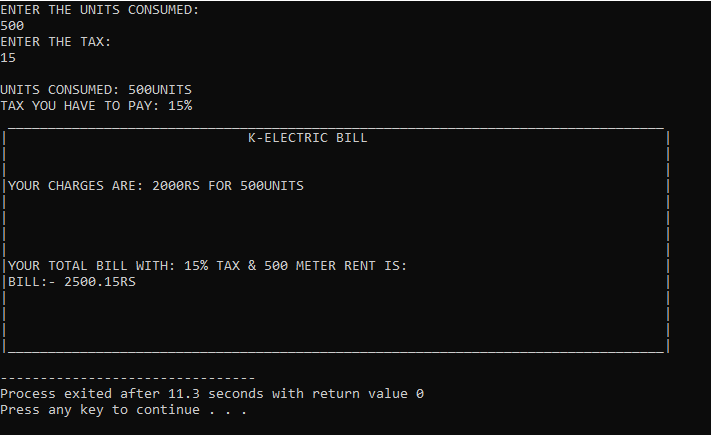 ENTER THE UNITS CONSUMED:
500
ENTER THE TAX:
15
UNITS CONSUMED: 500UNITS
TAX YOU HAVE TO PAY: 15%
K-ELECTRIC BILL
YOUR CHARGES ARE: 2000RS FOR 500UNITS
YOUR TOTAL BILL WITH: 15% TAX & 500 METER RENT IS:
BILL:- 2500.15RS
--------------------------------
Process exited after 11.3 seconds with return value 0
Press any key to continue . . .